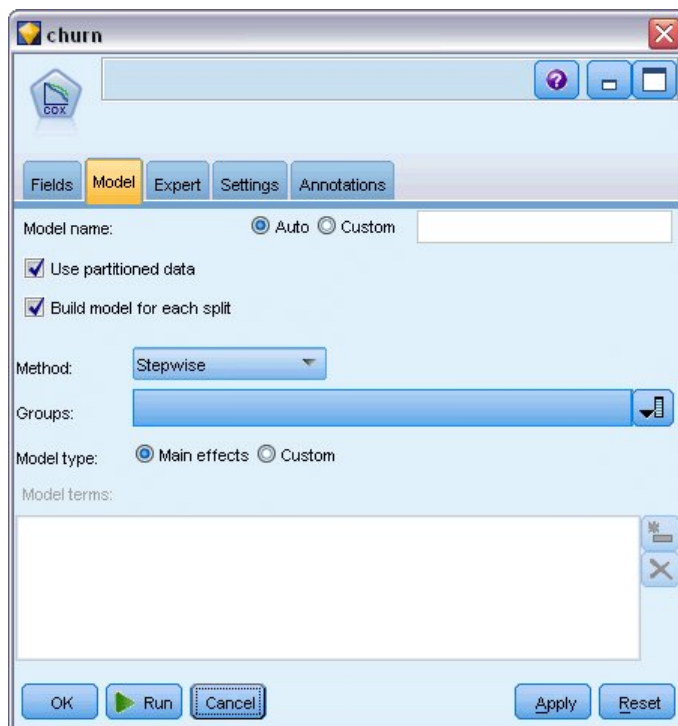 churn
COX
Fields Model Expert Settings Annotations
Model name: Auto Custom
Use partitioned data
Build model for each split
Method: Stepwise
Groups:
Model type: Main effects Custom
Model terms:
OK Run Cancel Apply Reset